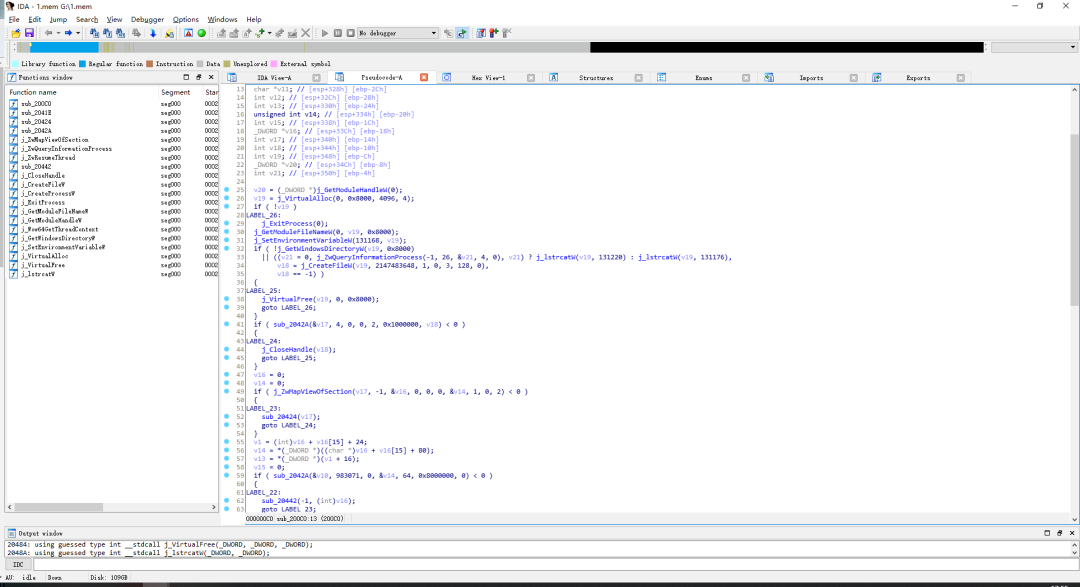 IDA - 1.mem G:\1.mem
File Edit Jump Search View Debugger Options Windows Help
No debugger
Library function Regular function Instruction Data Unexplored External symbol
Functions window
IDA View-A Pseudocode-A Hex View-1 Structures Enums Imports Exports
Function name Segment Star
sub_200C0 seg000 0002
sub_2041E seg000 0002
sub_20424 seg000 0002
sub_2042A seg000 0002
j_ZwMapViewOfSection seg000 0002
j_ZwQueryInformationProcess seg000 0002
j_ZwResumeThread seg000 0002
sub_20442 seg000 0002
j_CloseHandle seg000 0002
j_CreateFileW seg000 0002
j_CreateProcessW seg000 0002
j_ExitProcess seg000 0002
j_GetModuleFileNameW seg000 0002
j_GetModuleHandleW seg000 0002
j_Wow64GetThreadContext seg000 0002
j_GetWindowsDirectoryW seg000 0002
j_SetEnvironmentVariableW seg000 0002
j_VirtualAlloc seg000 0002
j_VirtualFree seg000 0002
j_lstrcatW seg000 0002
13 char *v11; // [esp+328h] [ebp-2Ch]
14 int v12; // [esp+32Ch] [ebp-28h]
15 int v13; // [esp+330h] [ebp-24h]
16 unsigned int v14; // [esp+334h] [ebp-20h]
17 int v15; // [esp+338h] [ebp-1Ch]
18 _DWORD *v16; // [esp+33Ch] [ebp-18h]
19 int v17; // [esp+340h] [ebp-14h]
20 int v18; // [esp+344h] [ebp-10h]
21 int v19; // [esp+348h] [ebp-Ch]
22 _DWORD *v20; // [esp+34Ch] [ebp-8h]
23 int v21; // [esp+350h] [ebp-4h]
24
25 v20 = (_DWORD *)j_GetModuleHandleW(0);
26 v19 = j_VirtualAlloc(0, 0x8000, 4096, 4);
27 if ( !v19 )
28 LABEL_26:
29 j_ExitProcess(0);
30 j_GetModuleFileNameW(0, v19, 0x8000);
31 j_SetEnvironmentVariableW(131168, v19);
32 if ( !j_GetWindowsDirectoryW(v19, 0x8000)
33 || ((v21 = 0, j_ZwQueryInformationProcess(-1, 26, &v21, 4, 0), v21) ? j_lstrcatW(v19, 131220) : j_lstrcatW(v19, 131176),
34 v18 = j_CreateFileW(v19, 2147483648, 1, 0, 3, 128, 0),
35 v18 == -1) )
36 {
37 LABEL_25:
38 j_VirtualFree(v19, 0, 0x8000);
39 goto LABEL_26;
40 }
41 if ( sub_2042A(&v17, 4, 0, 0, 2, 0x1000000, v18) < 0 )
42 {
43 LABEL_24:
44 j_CloseHandle(v18);
45 goto LABEL_25;
46 }
47 v16 = 0;
48 v14 = 0;
49 if ( j_ZwMapViewOfSection(v17, -1, &v16, 0, 0, 0, &v14, 1, 0, 2) < 0 )
50 {
51 LABEL_23:
52 sub_20424(v17);
53 goto LABEL_24;
54 }
55 v1 = (int)v16 + v16[15] + 24;
56 v14 = *(_DWORD *)((char *)v16 + v16[15] + 80);
57 v13 = *(_DWORD *)(v1 + 16);
58 v15 = 0;
59 if ( sub_2042A(&v10, 983071, 0, &v14, 64, 0x8000000, 0) < 0 )
60 {
61 LABEL_22:
62 sub_20442(-1, (int)v16);
63 goto LABEL_23;
000000C0 sub_200C0:13 (200C0)
Output window
20484: using guessed type int __stdcall j_VirtualFree(_DWORD, _DWORD, _DWORD);
2048A: using guessed type int __stdcall j_lstrcatW(_DWORD, _DWORD);
IDC
AU: idle Down Disk: 109GB